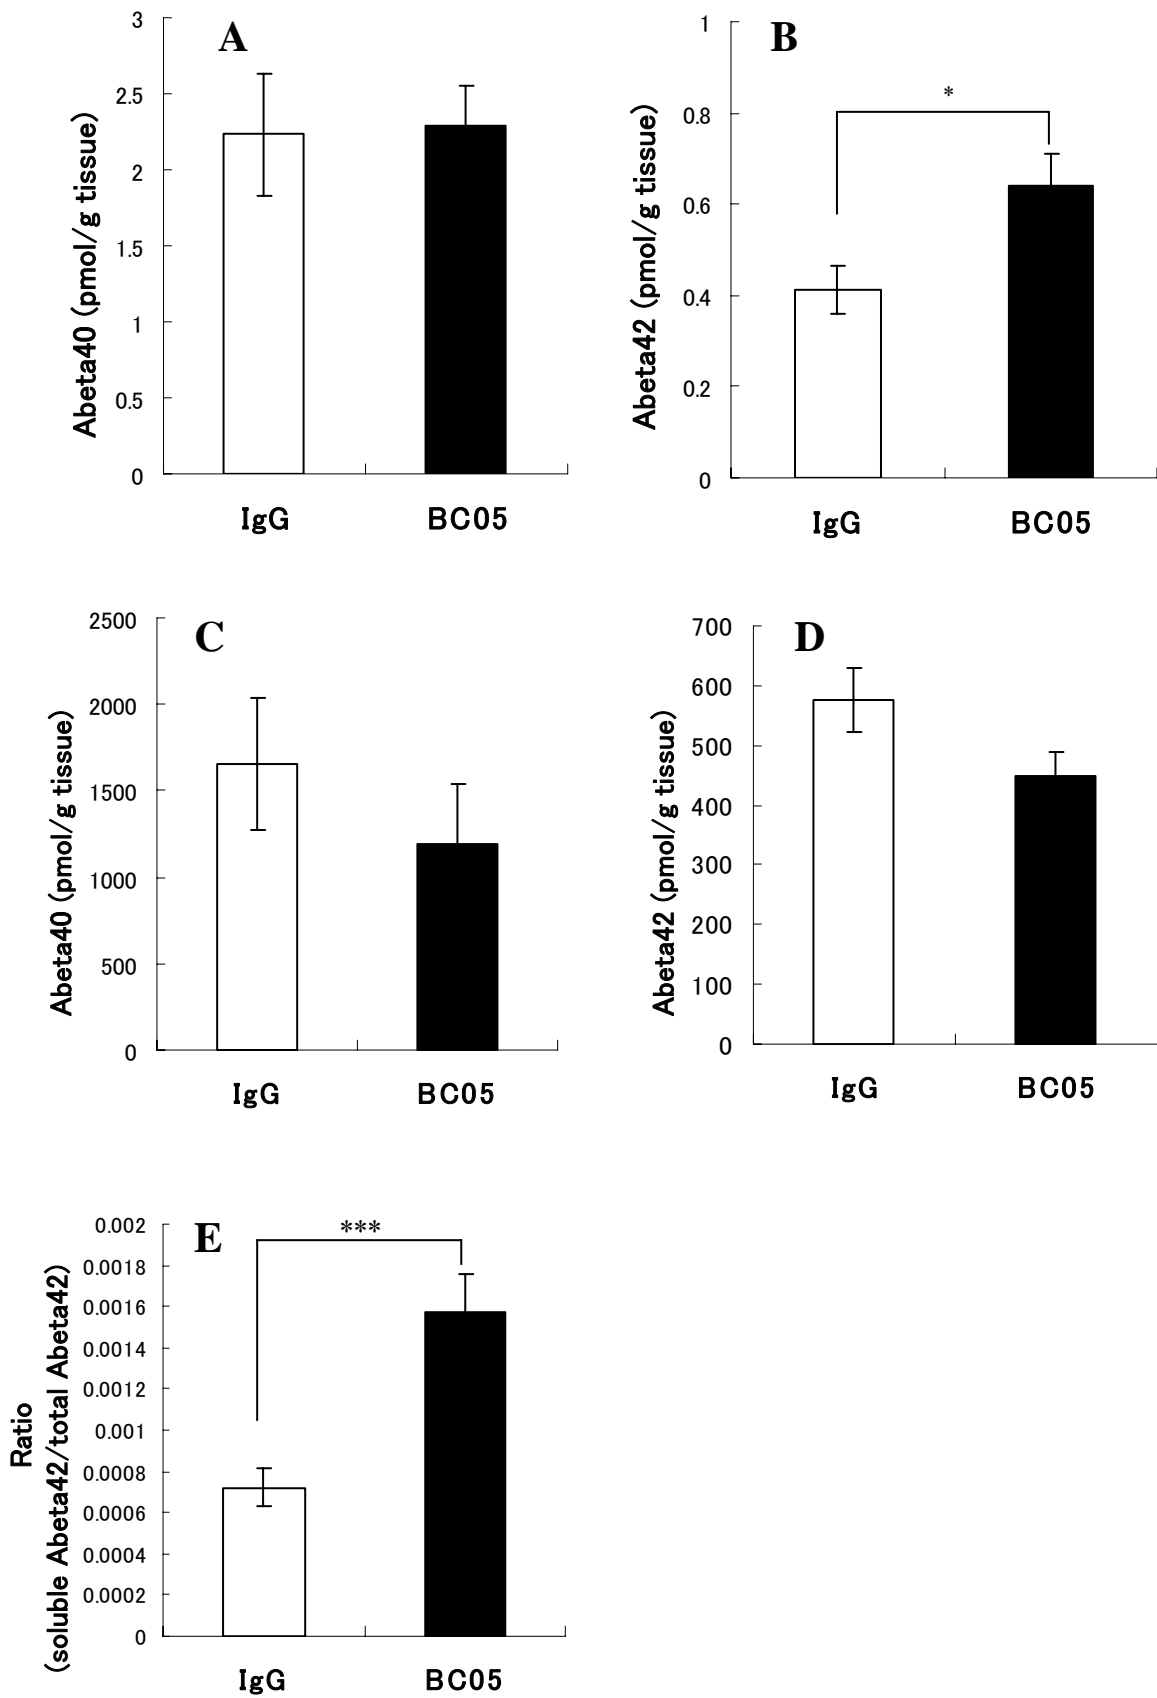 A
Abeta40 (pmol/g tissue)
3
2.5
2
1.5
1
0.5
0
IgG BC05
B
Abeta42 (pmol/g tissue)
1
0.8
0.6
0.4
0.2
0
*
IgG BC05
C
Abeta40 (pmol/g tissue)
2500
2000
1500
1000
500
0
IgG BC05
D
Abeta42 (pmol/g tissue)
700
600
500
400
300
200
100
0
IgG BC05
E
Ratio
(soluble Abeta42/total Abeta42)
0.002
0.0018
0.0016
0.0014
0.0012
0.001
0.0008
0.0006
0.0004
0.0002
0
***
IgG BC05